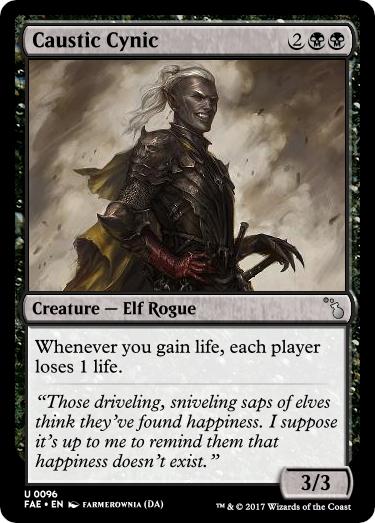 Caustic Cynic 2
Creature — Elf Rogue
Whenever you gain life, each player
loses 1 life.
“Those driveling, sniveling saps of elves
think they’ve found happiness. I suppose
it’s up to me to remind them that
happiness doesn’t exist.”
3/3
U 0096
FAE • EN FARMEROWNIA (DA)
™ & © 2017 Wizards of the Coast